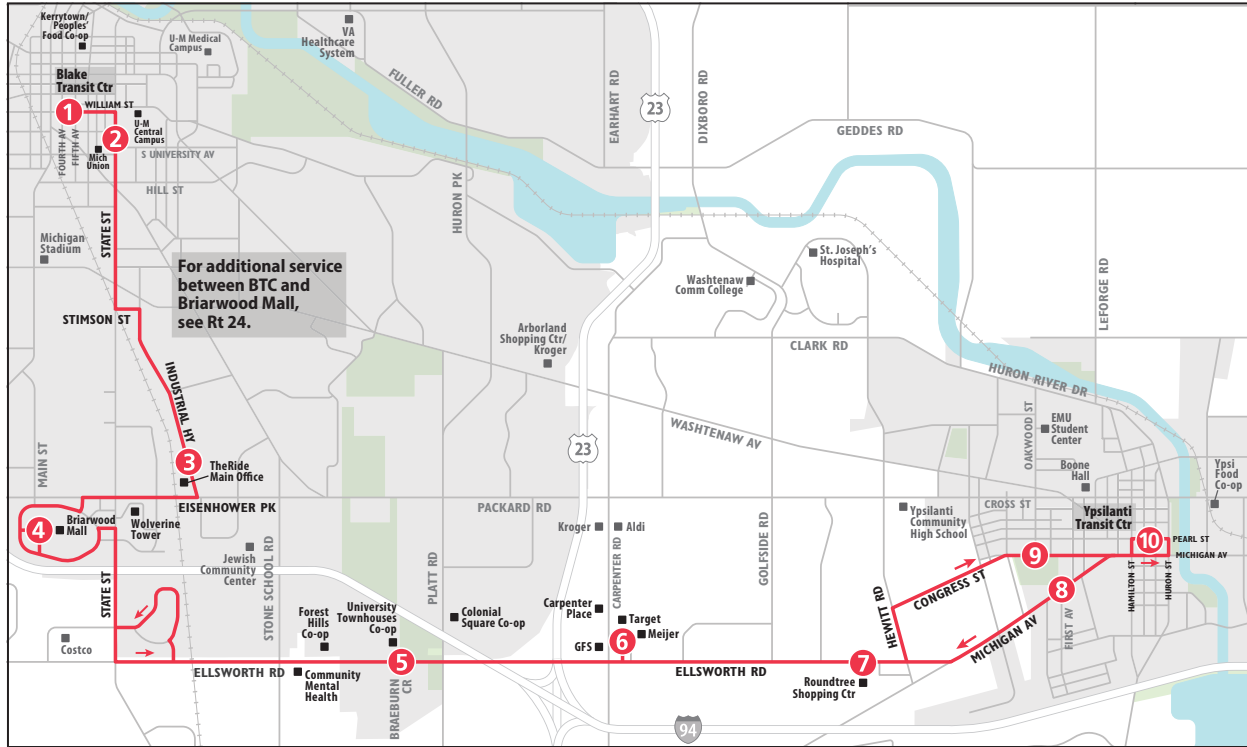 Kerrytown/
Peoples'
Food Co-op
U-M Medical
Campus
VA
Healthcare
System
Blake
Transit Ctr
1
WILLIAM ST
U-M
Central
Campus
2
Mich
Union
S UNIVERSITY AV
FOURTH AV
FIFTH AV
HILL ST
STATE ST
Michigan
Stadium
For additional service
between BTC and
Briarwood Mall,
see Rt 24.
STIMSON ST
INDUSTRIAL HY
MAIN ST
3
TheRide
Main Office
EISENHOWER PK
4
Briarwood
Mall
Wolverine
Tower
Jewish
Community
Center
STATE ST
Costco
STONE SCHOOL RD
Forest
Hills
Co-op
University
Townhouses
Co-op
ELLSWORTH RD
Community
Mental
Health
5
BRAEBURN
CR
PLATT RD
Colonial
Square Co-op
PACKARD RD
FULLER RD
HURON PK
EARHART RD
23
DIXBORO RD
GEDDES RD
Washtenaw
Comm College
St. Joseph's
Hospital
Arborland
Shopping Ctr/
Kroger
CLARK RD
WASHTENAW AV
23
HURON RIVER DR
LEFORGE RD
Kroger
Aldi
CARPENTER RD
Carpenter
Place
Target
Meijer
GFS
6
GOLFSIDE RD
ELLSWORTH RD
7
Roundtree
Shopping Ctr
94
HEWITT RD
CONGRESS ST
MICHIGAN AV
Ypsilanti
Community
High School
OAKWOOD ST
EMU
Student
Center
Boone
Hall
CROSS ST
Ypsi
Food
Co-op
Ypsilanti
Transit Ctr
9
8
10
PEARL ST
MICHIGAN AV
FIRST AV
HAMILTON ST
HURON ST